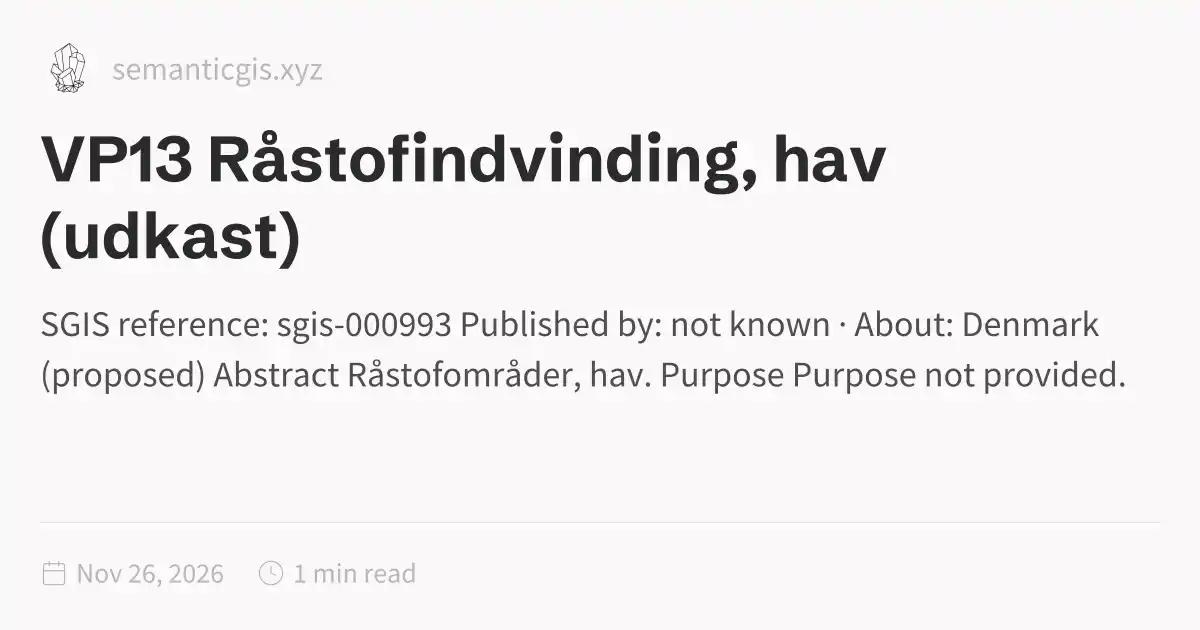 semanticgis.xyz
VP13 Råstofindvinding, hav
(udkast)
SGIS reference: sgis-000993 Published by: not known · About: Denmark
(proposed) Abstract Råstofområder, hav. Purpose Purpose not provided.
Nov 26, 2026 1 min read